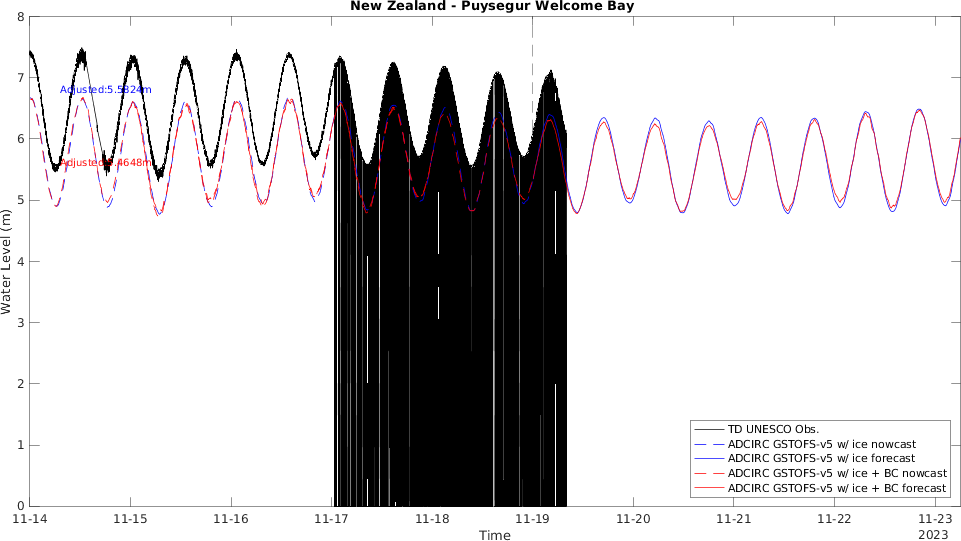 New Zealand - Puysegur Welcome Bay
8
7
6
5
4
3
2
1
0
Water Level (m)
Adjusted:5.5324m
Adjusted:5.4648m
TD UNESCO Obs.
ADCIRC GSTOFS-v5 w/ ice nowcast
ADCIRC GSTOFS-v5 w/ ice forecast
ADCIRC GSTOFS-v5 w/ ice + BC nowcast
ADCIRC GSTOFS-v5 w/ ice + BC forecast
11-14 11-15 11-16 11-17 11-18 11-19 11-20 11-21 11-22 11-23
Time
2023